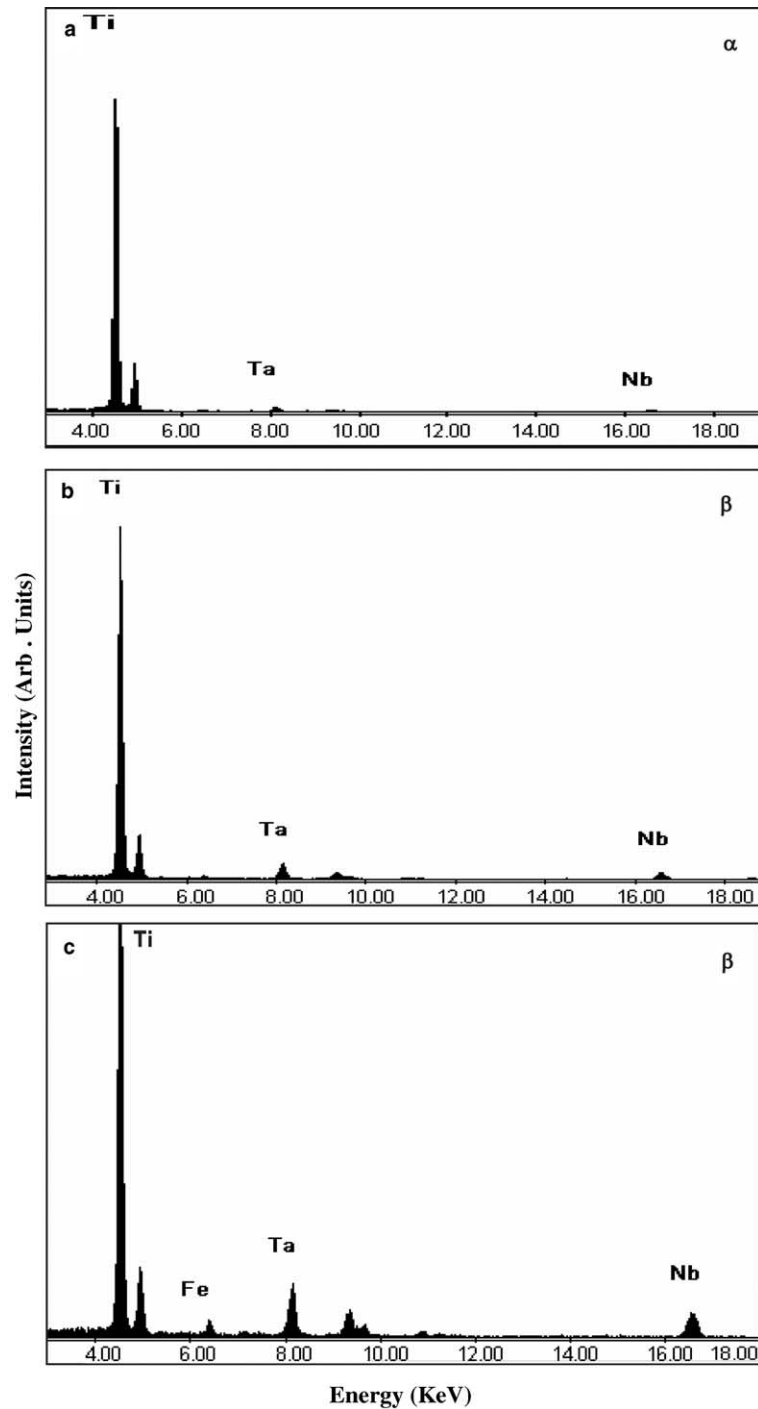 a Ti α
Ta Nb
4.00 6.00 8.00 10.00 12.00 14.00 16.00 18.00
b Ti β
Ta Nb
4.00 6.00 8.00 10.00 12.00 14.00 16.00 18.00
c Ti β
Fe Ta Nb
4.00 6.00 8.00 10.00 12.00 14.00 16.00 18.00
Intensity (Arb . Units)
Energy (KeV)